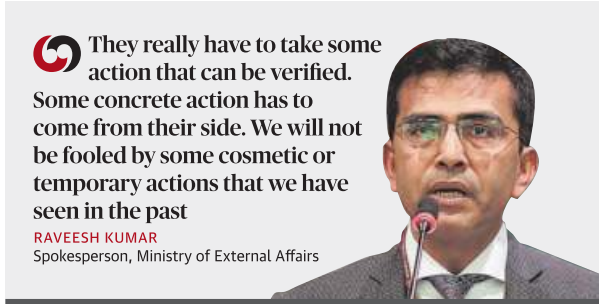 They really have to take some
action that can be verified.
Some concrete action has to
come from their side. We will not
be fooled by some cosmetic or
temporary actions that we have
seen in the past
RAVEESH KUMAR
Spokesperson, Ministry of External Affairs